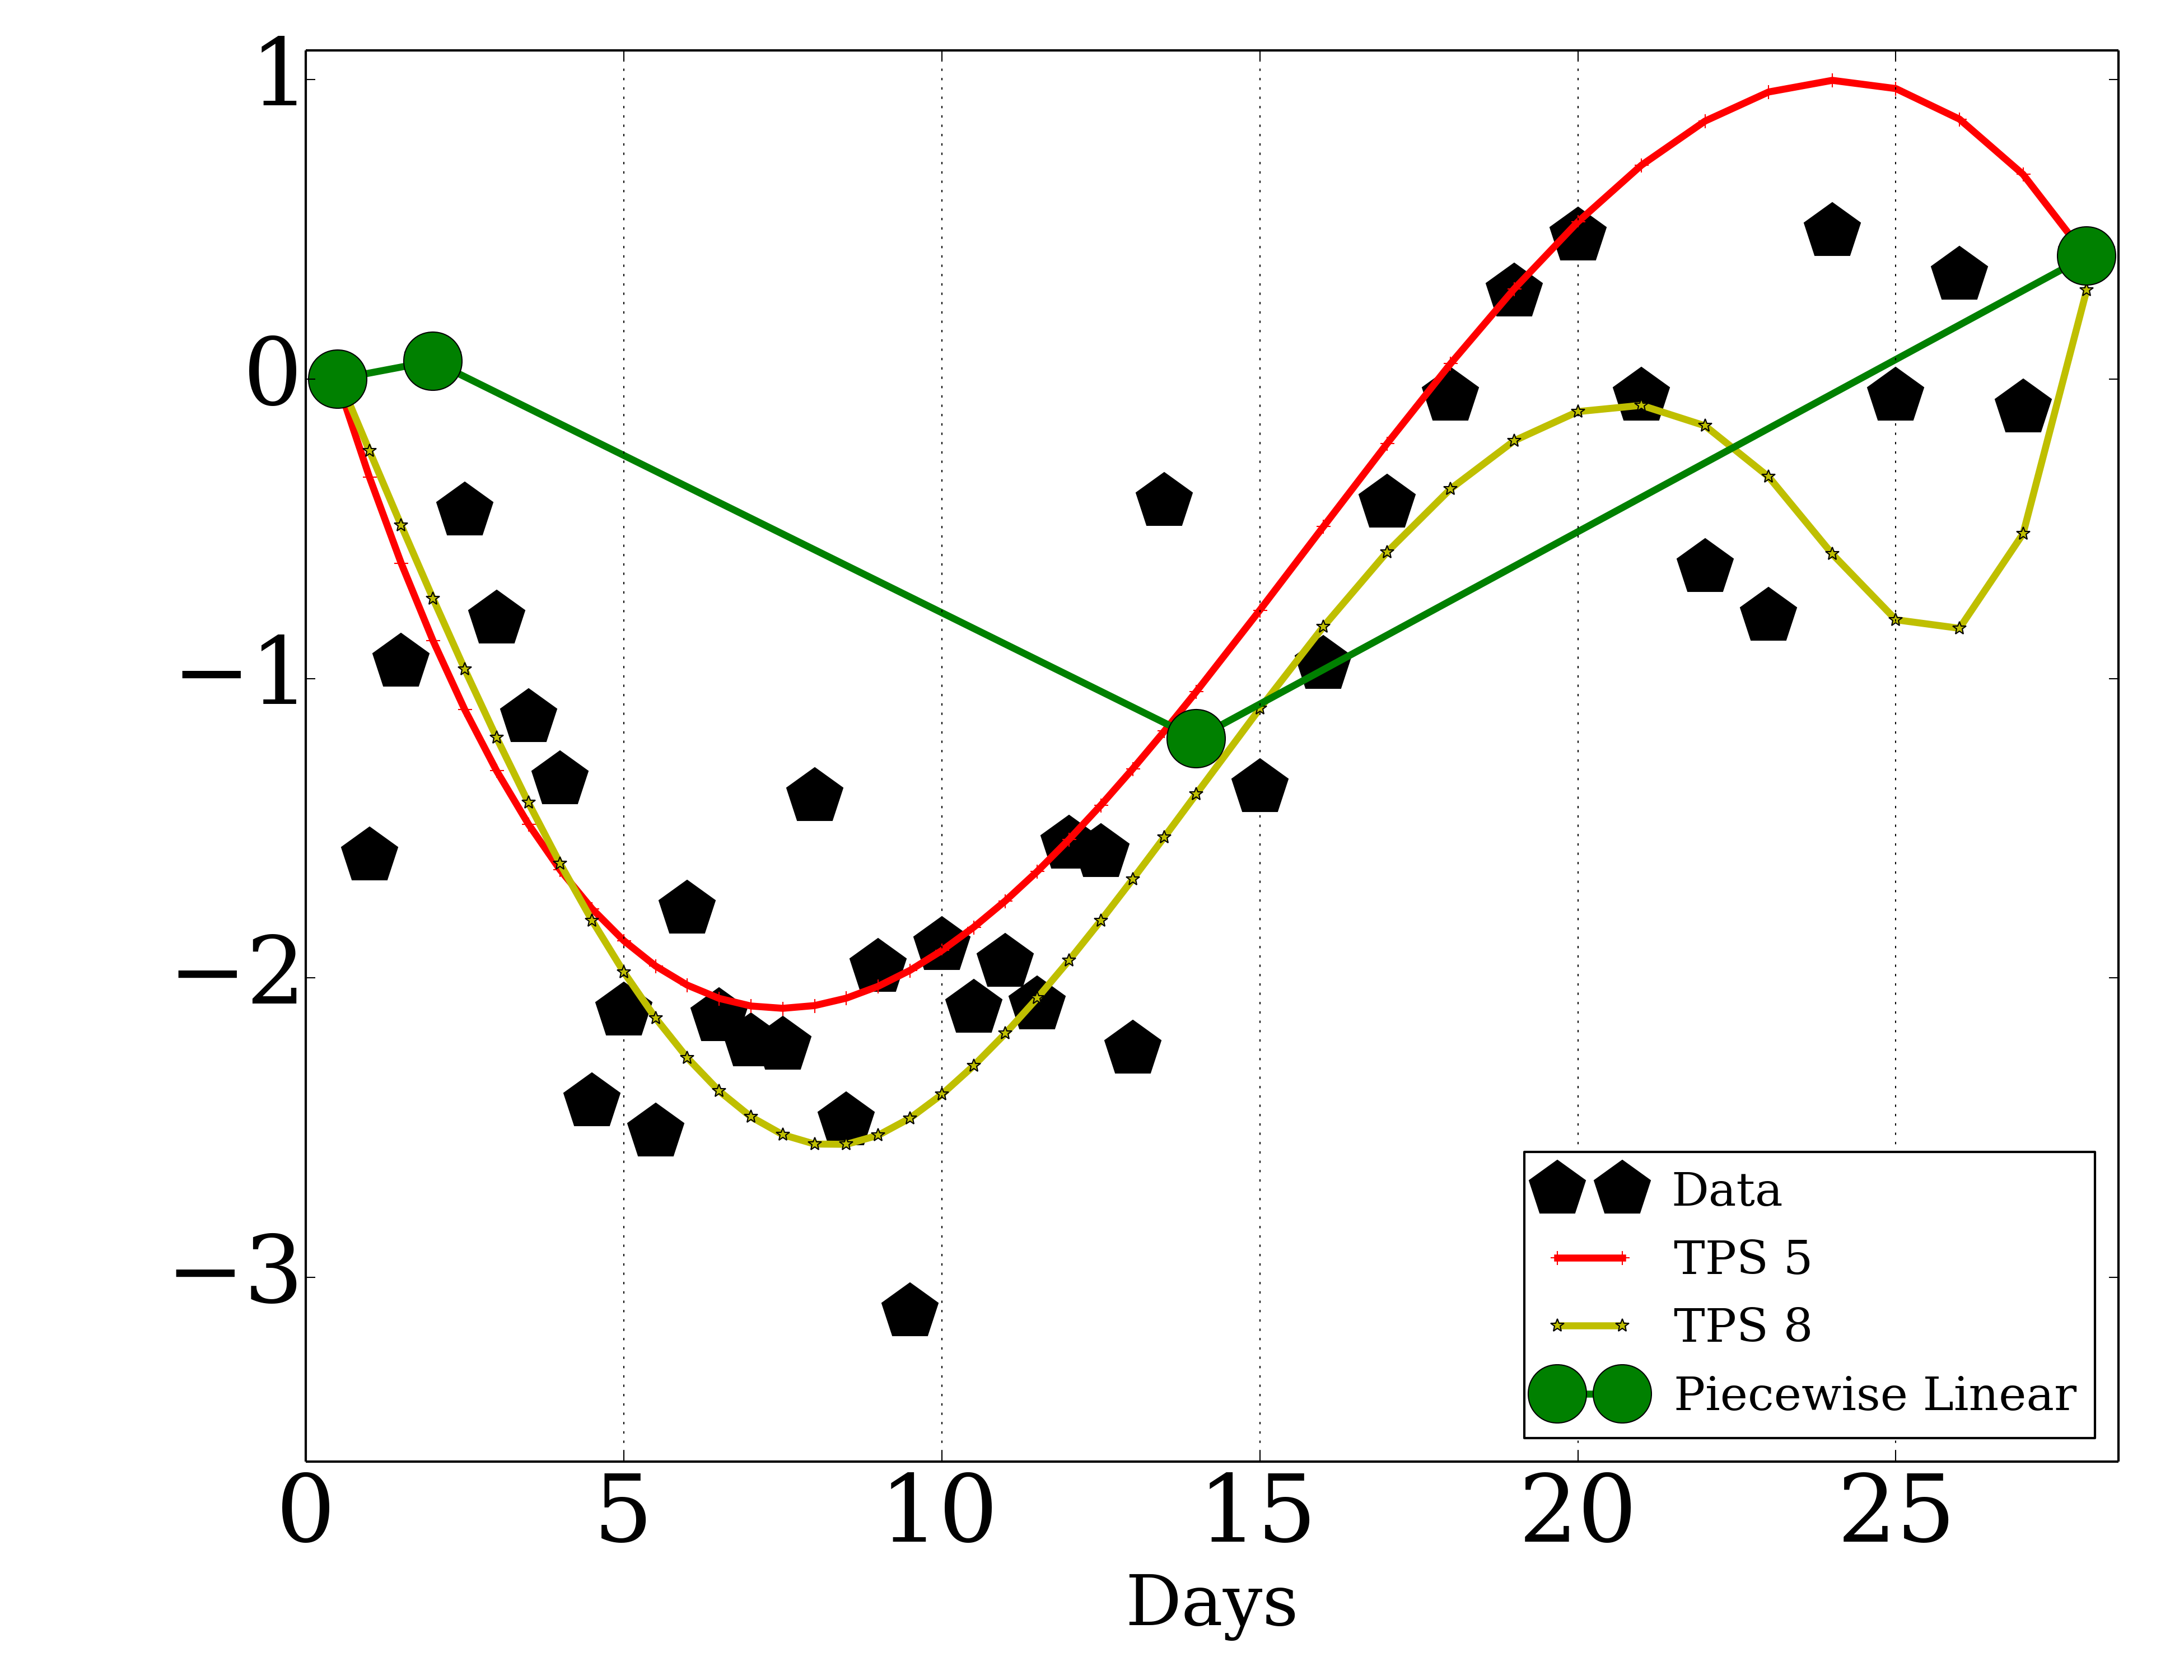 1
0
−1
−2
−3
0 5 10 15 20 25
Days
Data
TPS 5
TPS 8
Piecewise Linear